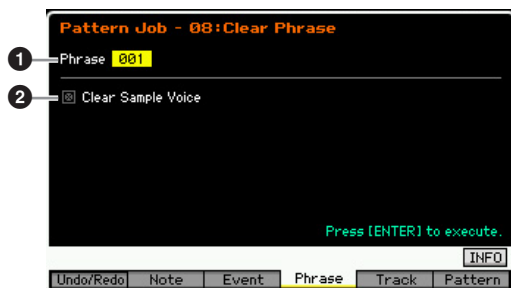 Pattern Job - 08:Clear Phrase
1 Phrase 001
2 Clear Sample Voice
Press [ENTER] to execute.
INFO
Undo/Redo Note Event Phrase Track Pattern